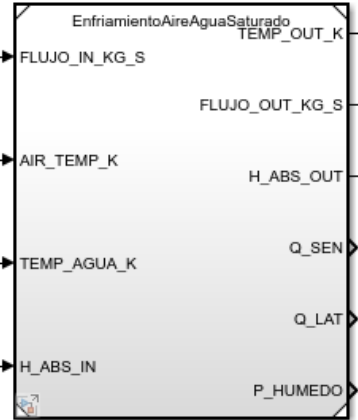 EnfriamientoAireAguaSaturado
TEMP_OUT_K
FLUJO_IN_KG_S
FLUJO_OUT_KG_S
AIR_TEMP_K
H_ABS_OUT
Q_SEN
TEMP_AGUA_K
Q_LAT
H_ABS_IN
P_HUMEDO